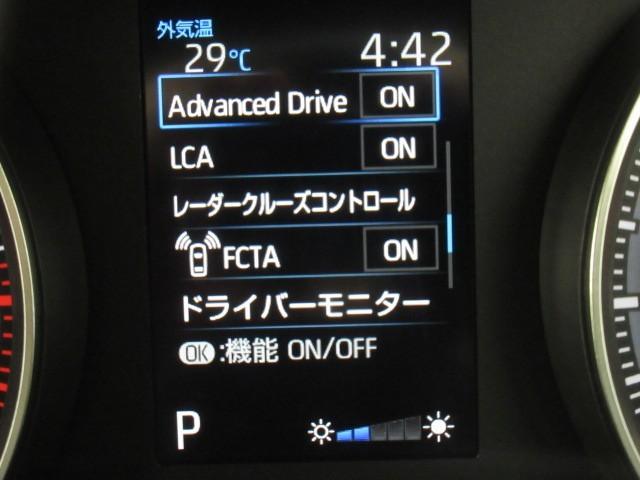 外気温
29℃ 4:42
Advanced Drive ON
LCA ON
レーダークルーズコントロール
FCTA ON
ドライバーモニター
OK:機能 ON/OFF
P